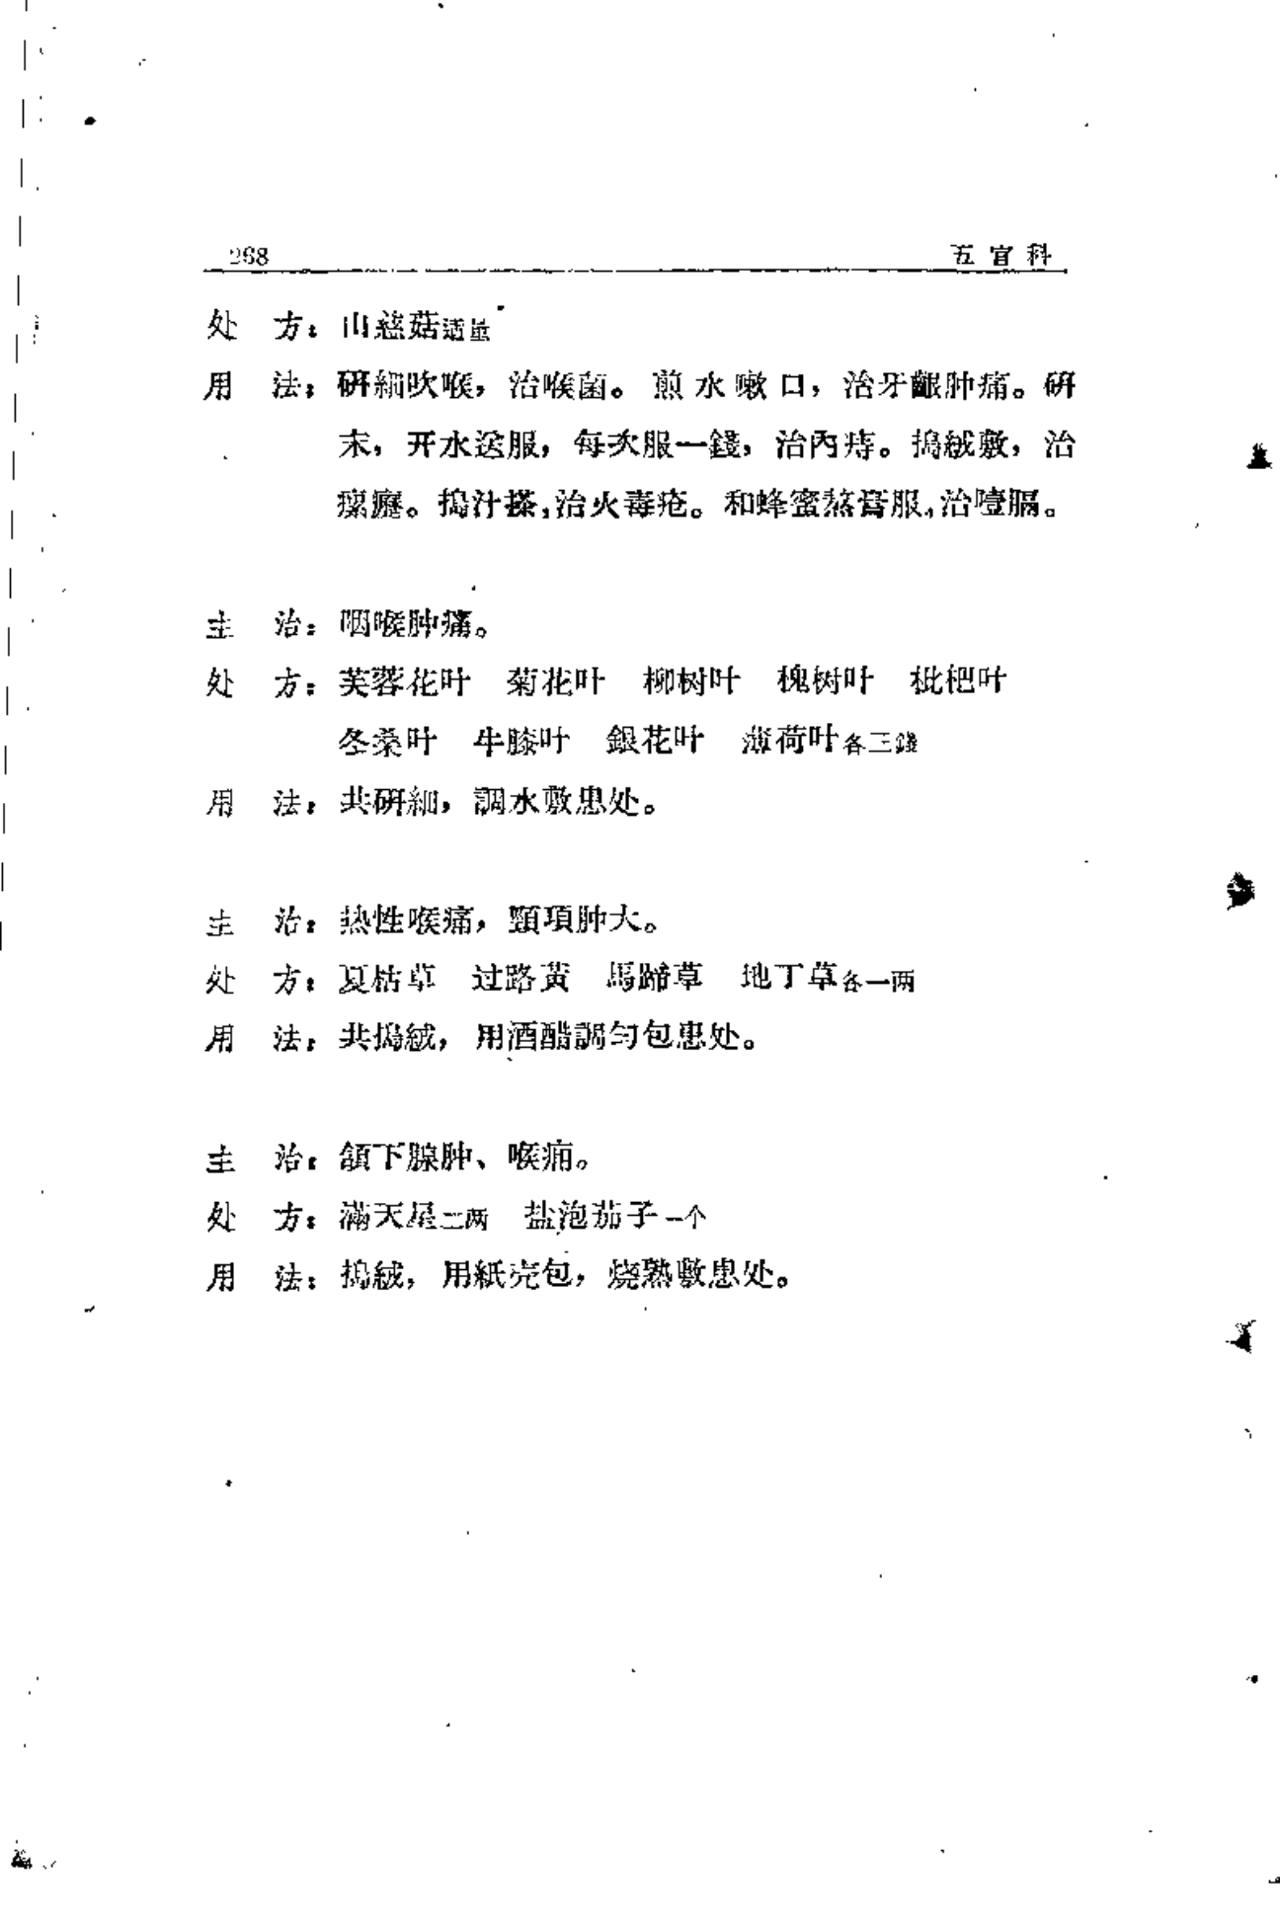 268 五官科
处 方：山慈菇适量
用 法：研細吹喉，治喉菌。煎水嗽口，治牙齦肿痛。研
末，开水送服，每次服一錢，治內痔。搗絨敷，治
瘰癧。搗汁搽，治火毒疮。和蜂蜜熬膏服，治噎膈。
主 治：咽喉肿痛。
处 方：芙蓉花叶 菊花叶 柳树叶 槐树叶 枇杷叶
冬桑叶 牛膝叶 銀花叶 薄荷叶各三錢
用 法：共研細，調水敷患处。
主 治：热性喉痛，頸項肿大。
处 方：夏枯草 过路黃 馬蹄草 地丁草各一两
用 法：共搗絨，用酒醋調匀包患处。
主 治：頷下腺肿、喉痛。
处 方：滿天星二两 盐泡茄子一个
用 法：搗絨，用紙壳包，烧熟敷患处。